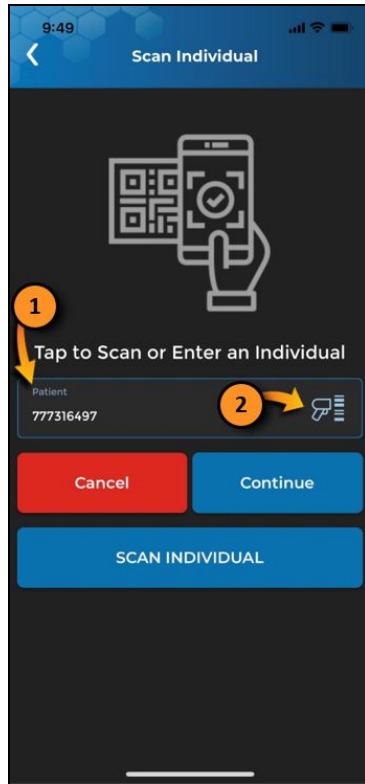 9:49
Scan Individual
1
Tap to Scan or Enter an Individual
Patient
777316497
2
Cancel
Continue
SCAN INDIVIDUAL